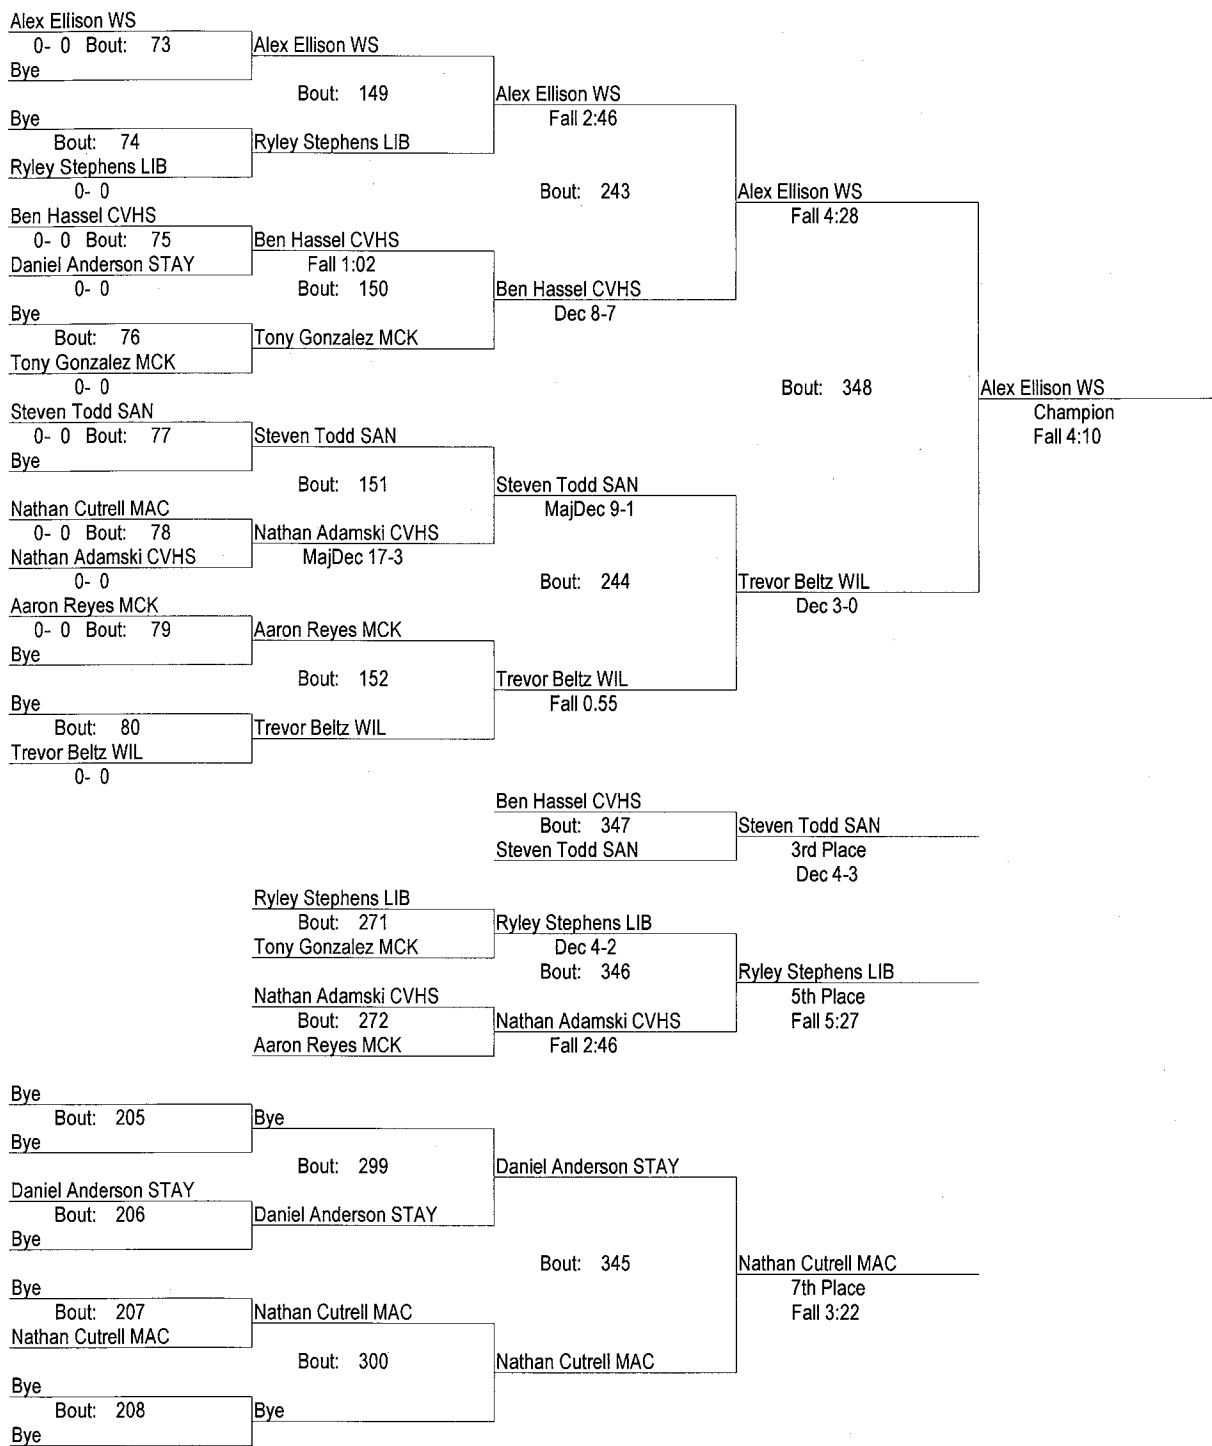 Alex Ellison WS
0- 0 Bout: 73
Alex Ellison WS
Bye
Bout: 149
Alex Ellison WS
Fall 2:46
Bye
Bout: 74
Ryley Stephens LIB
Ryley Stephens LIB
0- 0
Bout: 243
Alex Ellison WS
Fall 4:28
Ben Hassel CVHS
0- 0 Bout: 75
Ben Hassel CVHS
Fall 1:02
Daniel Anderson STAY
0- 0
Bout: 150
Ben Hassel CVHS
Dec 8-7
Bye
Bout: 76
Tony Gonzalez MCK
Tony Gonzalez MCK
0- 0
Bout: 348
Alex Ellison WS
Champion
Fall 4:10
Steven Todd SAN
0- 0 Bout: 77
Steven Todd SAN
Bye
Bout: 151
Steven Todd SAN
MajDec 9-1
Nathan Cutrell MAC
0- 0 Bout: 78
Nathan Adamski CVHS
MajDec 17-3
Nathan Adamski CVHS
0- 0
Bout: 244
Trevor Beltz WIL
Dec 3-0
Aaron Reyes MCK
0- 0 Bout: 79
Aaron Reyes MCK
Bye
Bout: 152
Trevor Beltz WIL
Fall 0.55
Bye
Bout: 80
Trevor Beltz WIL
Trevor Beltz WIL
0- 0
Ben Hassel CVHS
Bout: 347
Steven Todd SAN
Steven Todd SAN
3rd Place
Dec 4-3
Ryley Stephens LIB
Bout: 271
Ryley Stephens LIB
Dec 4-2
Tony Gonzalez MCK
Bout: 346
Ryley Stephens LIB
5th Place
Fall 5:27
Nathan Adamski CVHS
Bout: 272
Nathan Adamski CVHS
Fall 2:46
Aaron Reyes MCK
Bye
Bout: 205
Bye
Bye
Bout: 299
Daniel Anderson STAY
Daniel Anderson STAY
Bout: 206
Daniel Anderson STAY
Bye
Bout: 345
Nathan Cutrell MAC
7th Place
Fall 3:22
Bye
Bout: 207
Nathan Cutrell MAC
Nathan Cutrell MAC
Bout: 300
Nathan Cutrell MAC
Bye
Bout: 208
Bye
Bye